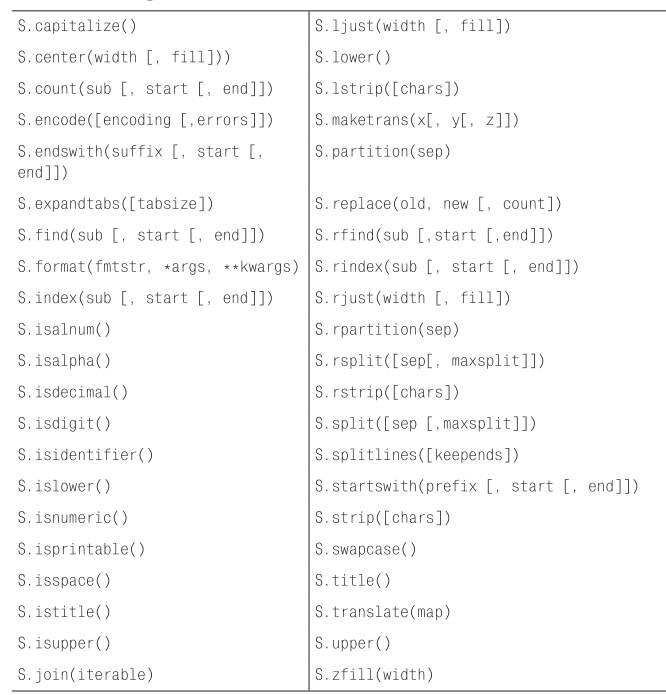 S.capitalize()
S.ljust(width [, fill])
S.center(width [, fill]))
S.lower()
S.count(sub [, start [, end]])
S.lstrip([chars])
S.encode([encoding [,errors]])
S.maketrans(x[, y[, z]])
S.endswith(suffix [, start [,
end]])
S.partition(sep)
S.expandtabs([tabsize])
S.replace(old, new [, count])
S.find(sub [, start [, end]])
S.rfind(sub [,start [,end]])
S.format(fmtstr, *args, **kwargs)
S.rindex(sub [, start [, end]])
S.index(sub [, start [, end]])
S.rjust(width [, fill])
S.isalnum()
S.rpartition(sep)
S.isalpha()
S.rsplit([sep[, maxsplit]])
S.isdecimal()
S.rstrip([chars])
S.isdigit()
S.split([sep [,maxsplit]])
S.isidentifier()
S.splitlines([keepends])
S.islower()
S.startswith(prefix [, start [, end]])
S.isnumeric()
S.strip([chars])
S.isprintable()
S.swapcase()
S.isspace()
S.title()
S.istitle()
S.translate(map)
S.isupper()
S.upper()
S.join(iterable)
S.zfill(width)